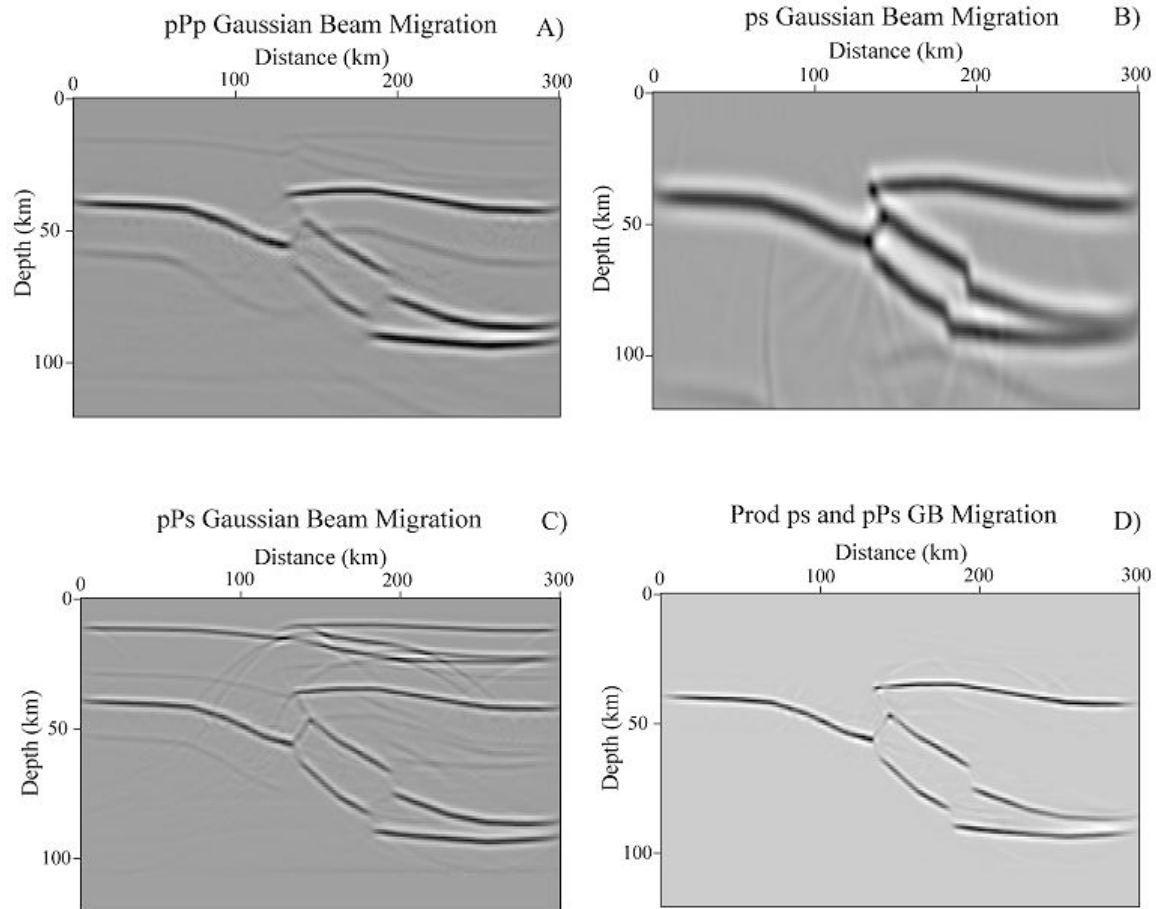 pPp Gaussian Beam Migration A)
Distance (km)
0 100 200 300
0
50
100
Depth (km)
ps Gaussian Beam Migration B)
Distance (km)
0 100 200 300
0
50
100
Depth (km)
pPs Gaussian Beam Migration C)
Distance (km)
0 100 200 300
0
50
100
Depth (km)
Prod ps and pPs GB Migration D)
Distance (km)
0 100 200 300
0
50
100
Depth (km)